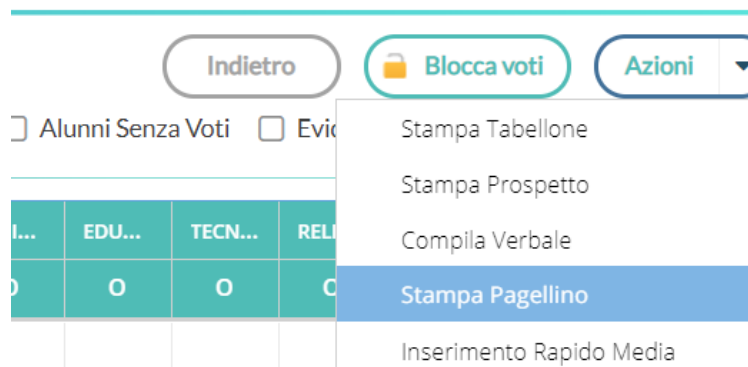 Indietro
Blocca voti
Azioni
Alunni Senza Voti
Stampa Tabellone
Stampa Prospetto
Compila Verbale
Stampa Pagellino
Inserimento Rapido Media
EDU...
TECN...
O
O